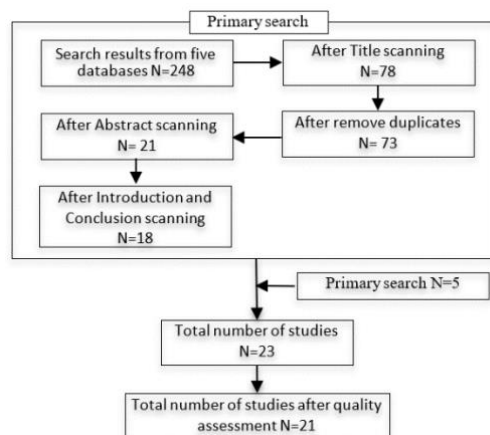 Primary search
Search results from five
databases N=248
After Title scanning
N=78
After remove duplicates
N= 73
After Abstract scanning
N= 21
After Introduction and
Conclusion scanning
N=18
Primary search N=5
Total number of studies
N=23
Total number of studies after quality
assessment N=21